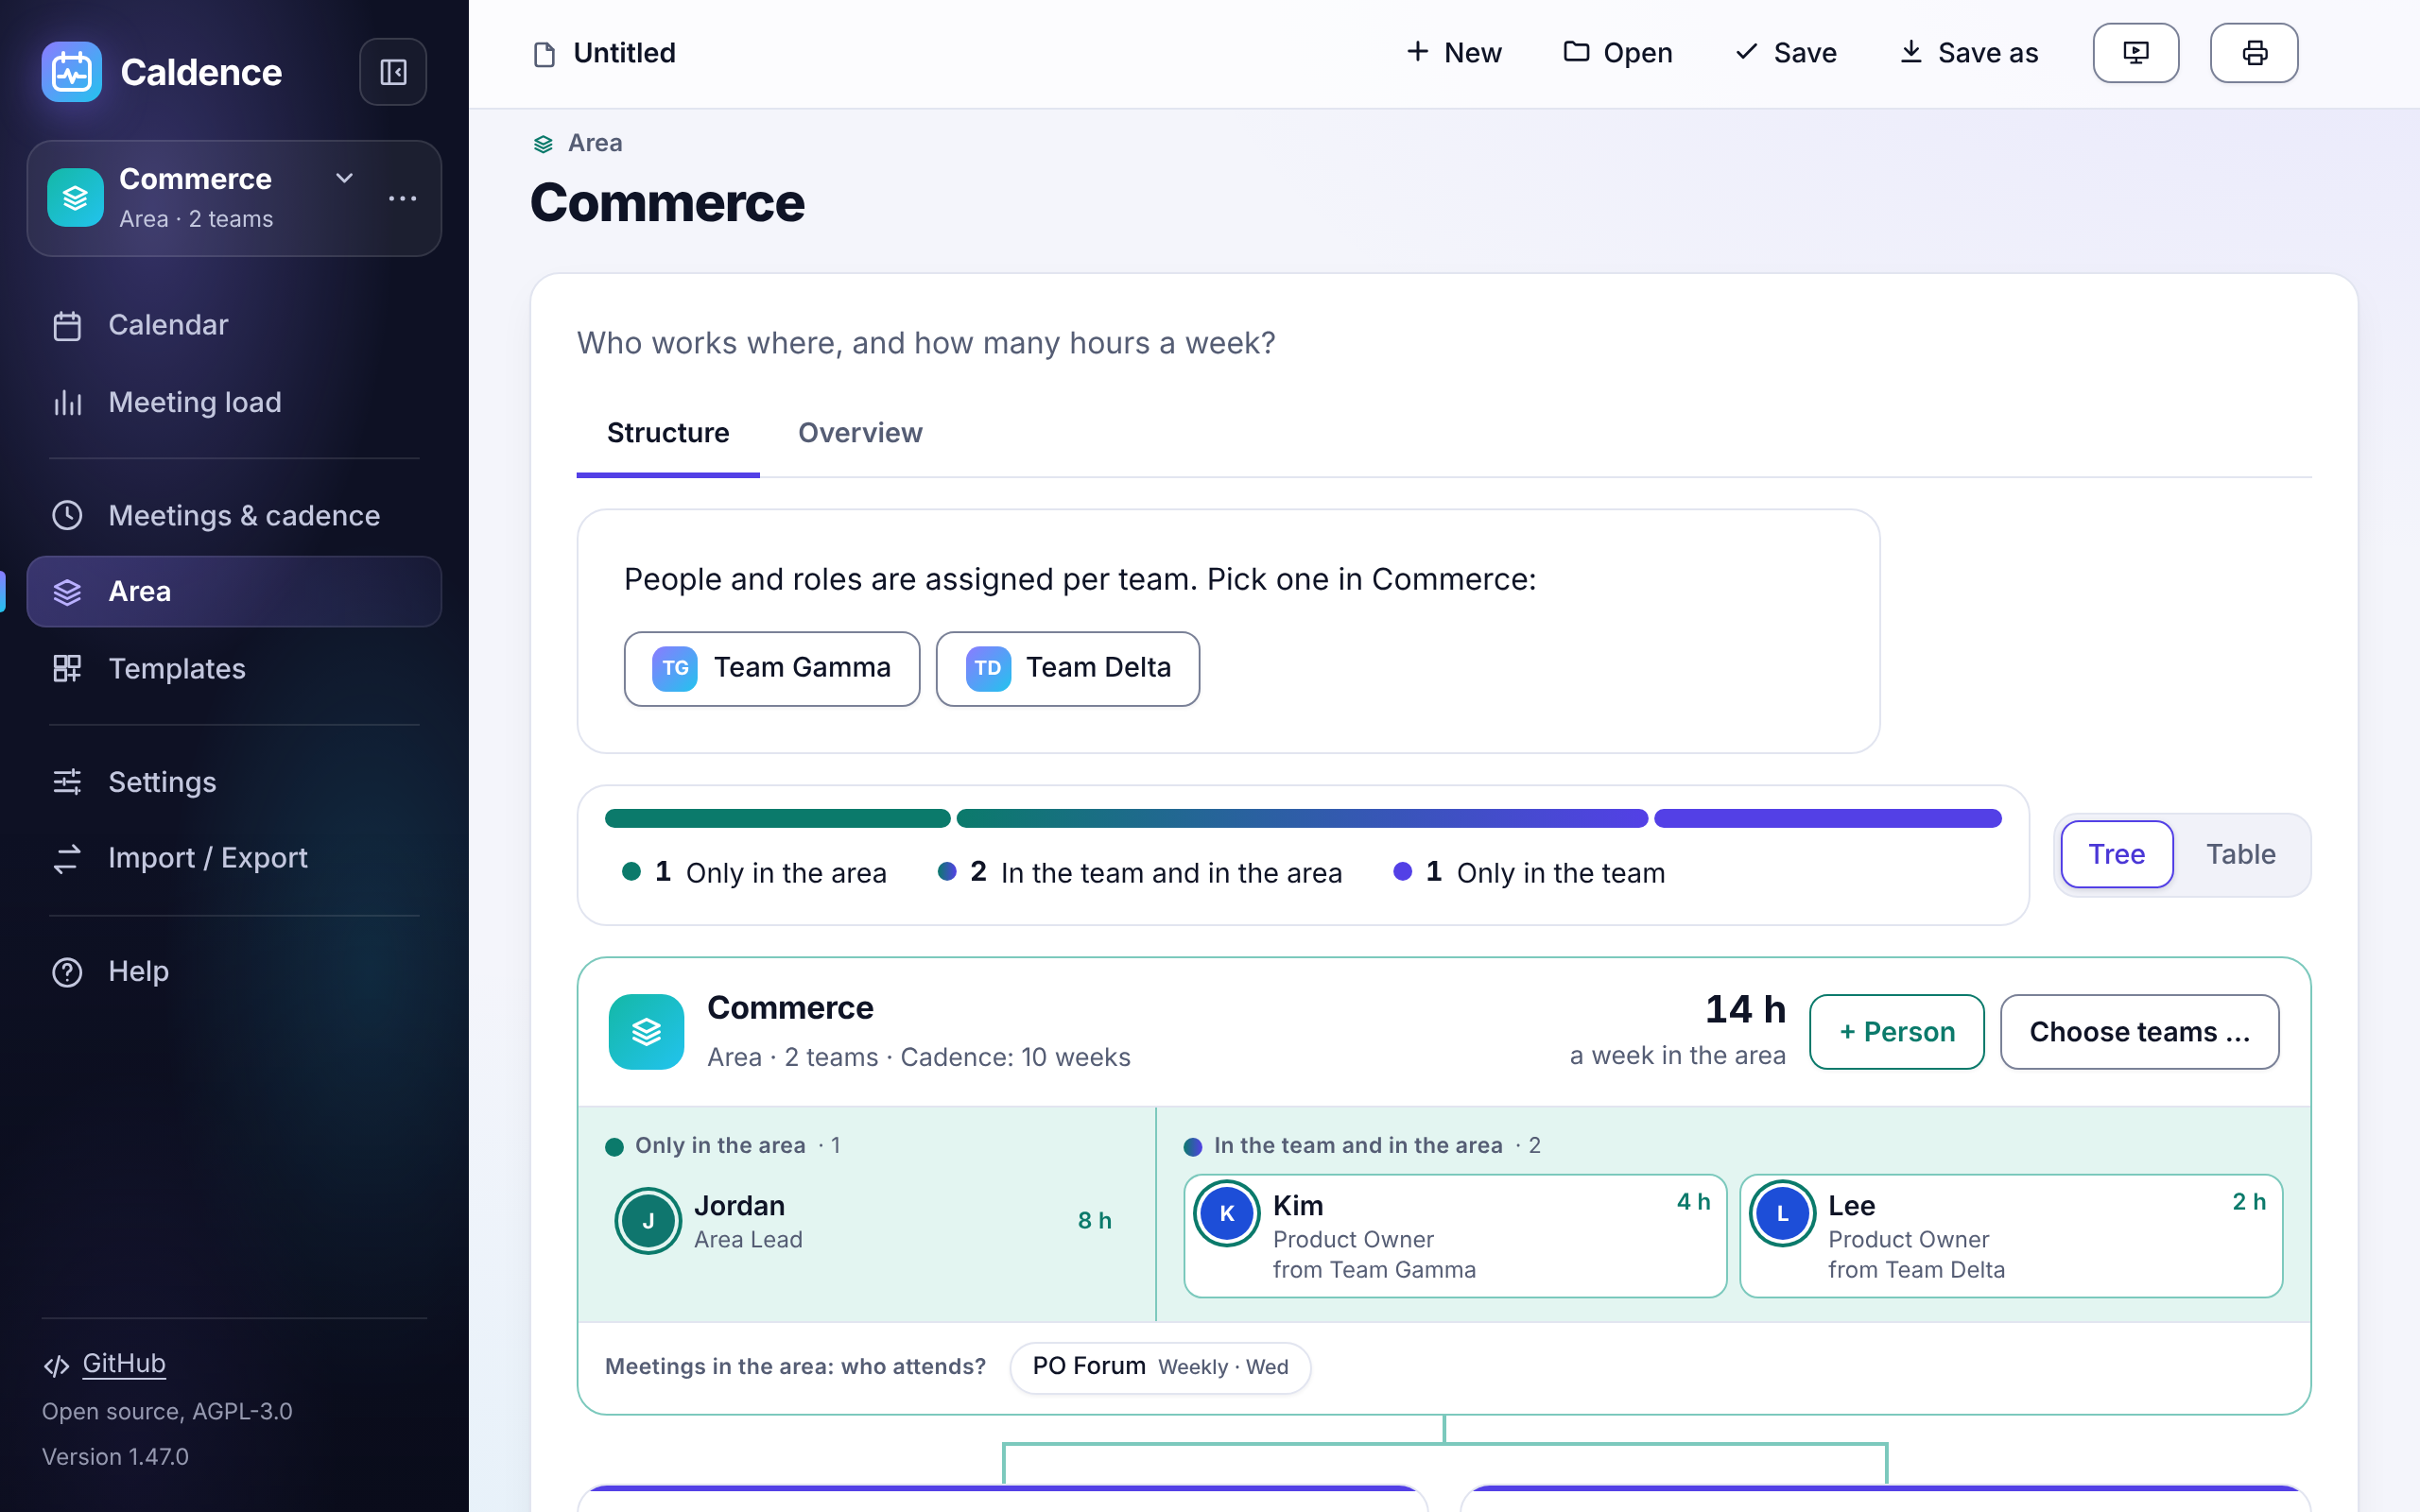 Caldence
Commerce
Area · 2 teams
Calendar
Meeting load
Meetings & cadence
Area
Templates
Settings
Import / Export
Help
GitHub
Open source, AGPL-3.0
Version 1.47.0
Untitled
New
Open
Save
Save as
Area
Commerce
Who works where, and how many hours a week?
Structure
Overview
People and roles are assigned per team. Pick one in Commerce:
TG Team Gamma
TD Team Delta
1 Only in the area
2 In the team and in the area
1 Only in the team
Tree
Table
Commerce
Area · 2 teams · Cadence: 10 weeks
14 h
a week in the area
+ Person
Choose teams ...
Only in the area · 1
J
Jordan
Area Lead
8 h
In the team and in the area · 2
K
Kim
Product Owner
from Team Gamma
4 h
L
Lee
Product Owner
from Team Delta
2 h
Meetings in the area: who attends?
PO Forum Weekly · Wed